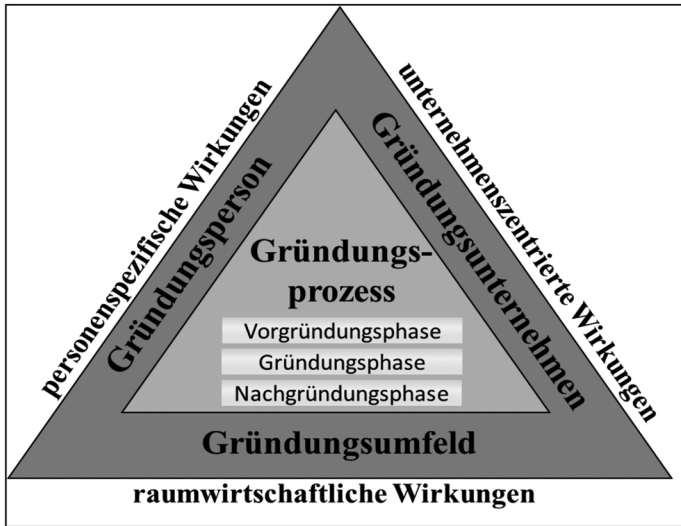 personenspezifische Wirkungen
Gründungsperson
unternehmenszentrierte Wirkungen
Gründungsunternehmen
Gründungs-
prozess
Vorgründungsphase
Gründungsphase
Nachgründungsphase
Gründungsumfeld
raumwirtschaftliche Wirkungen